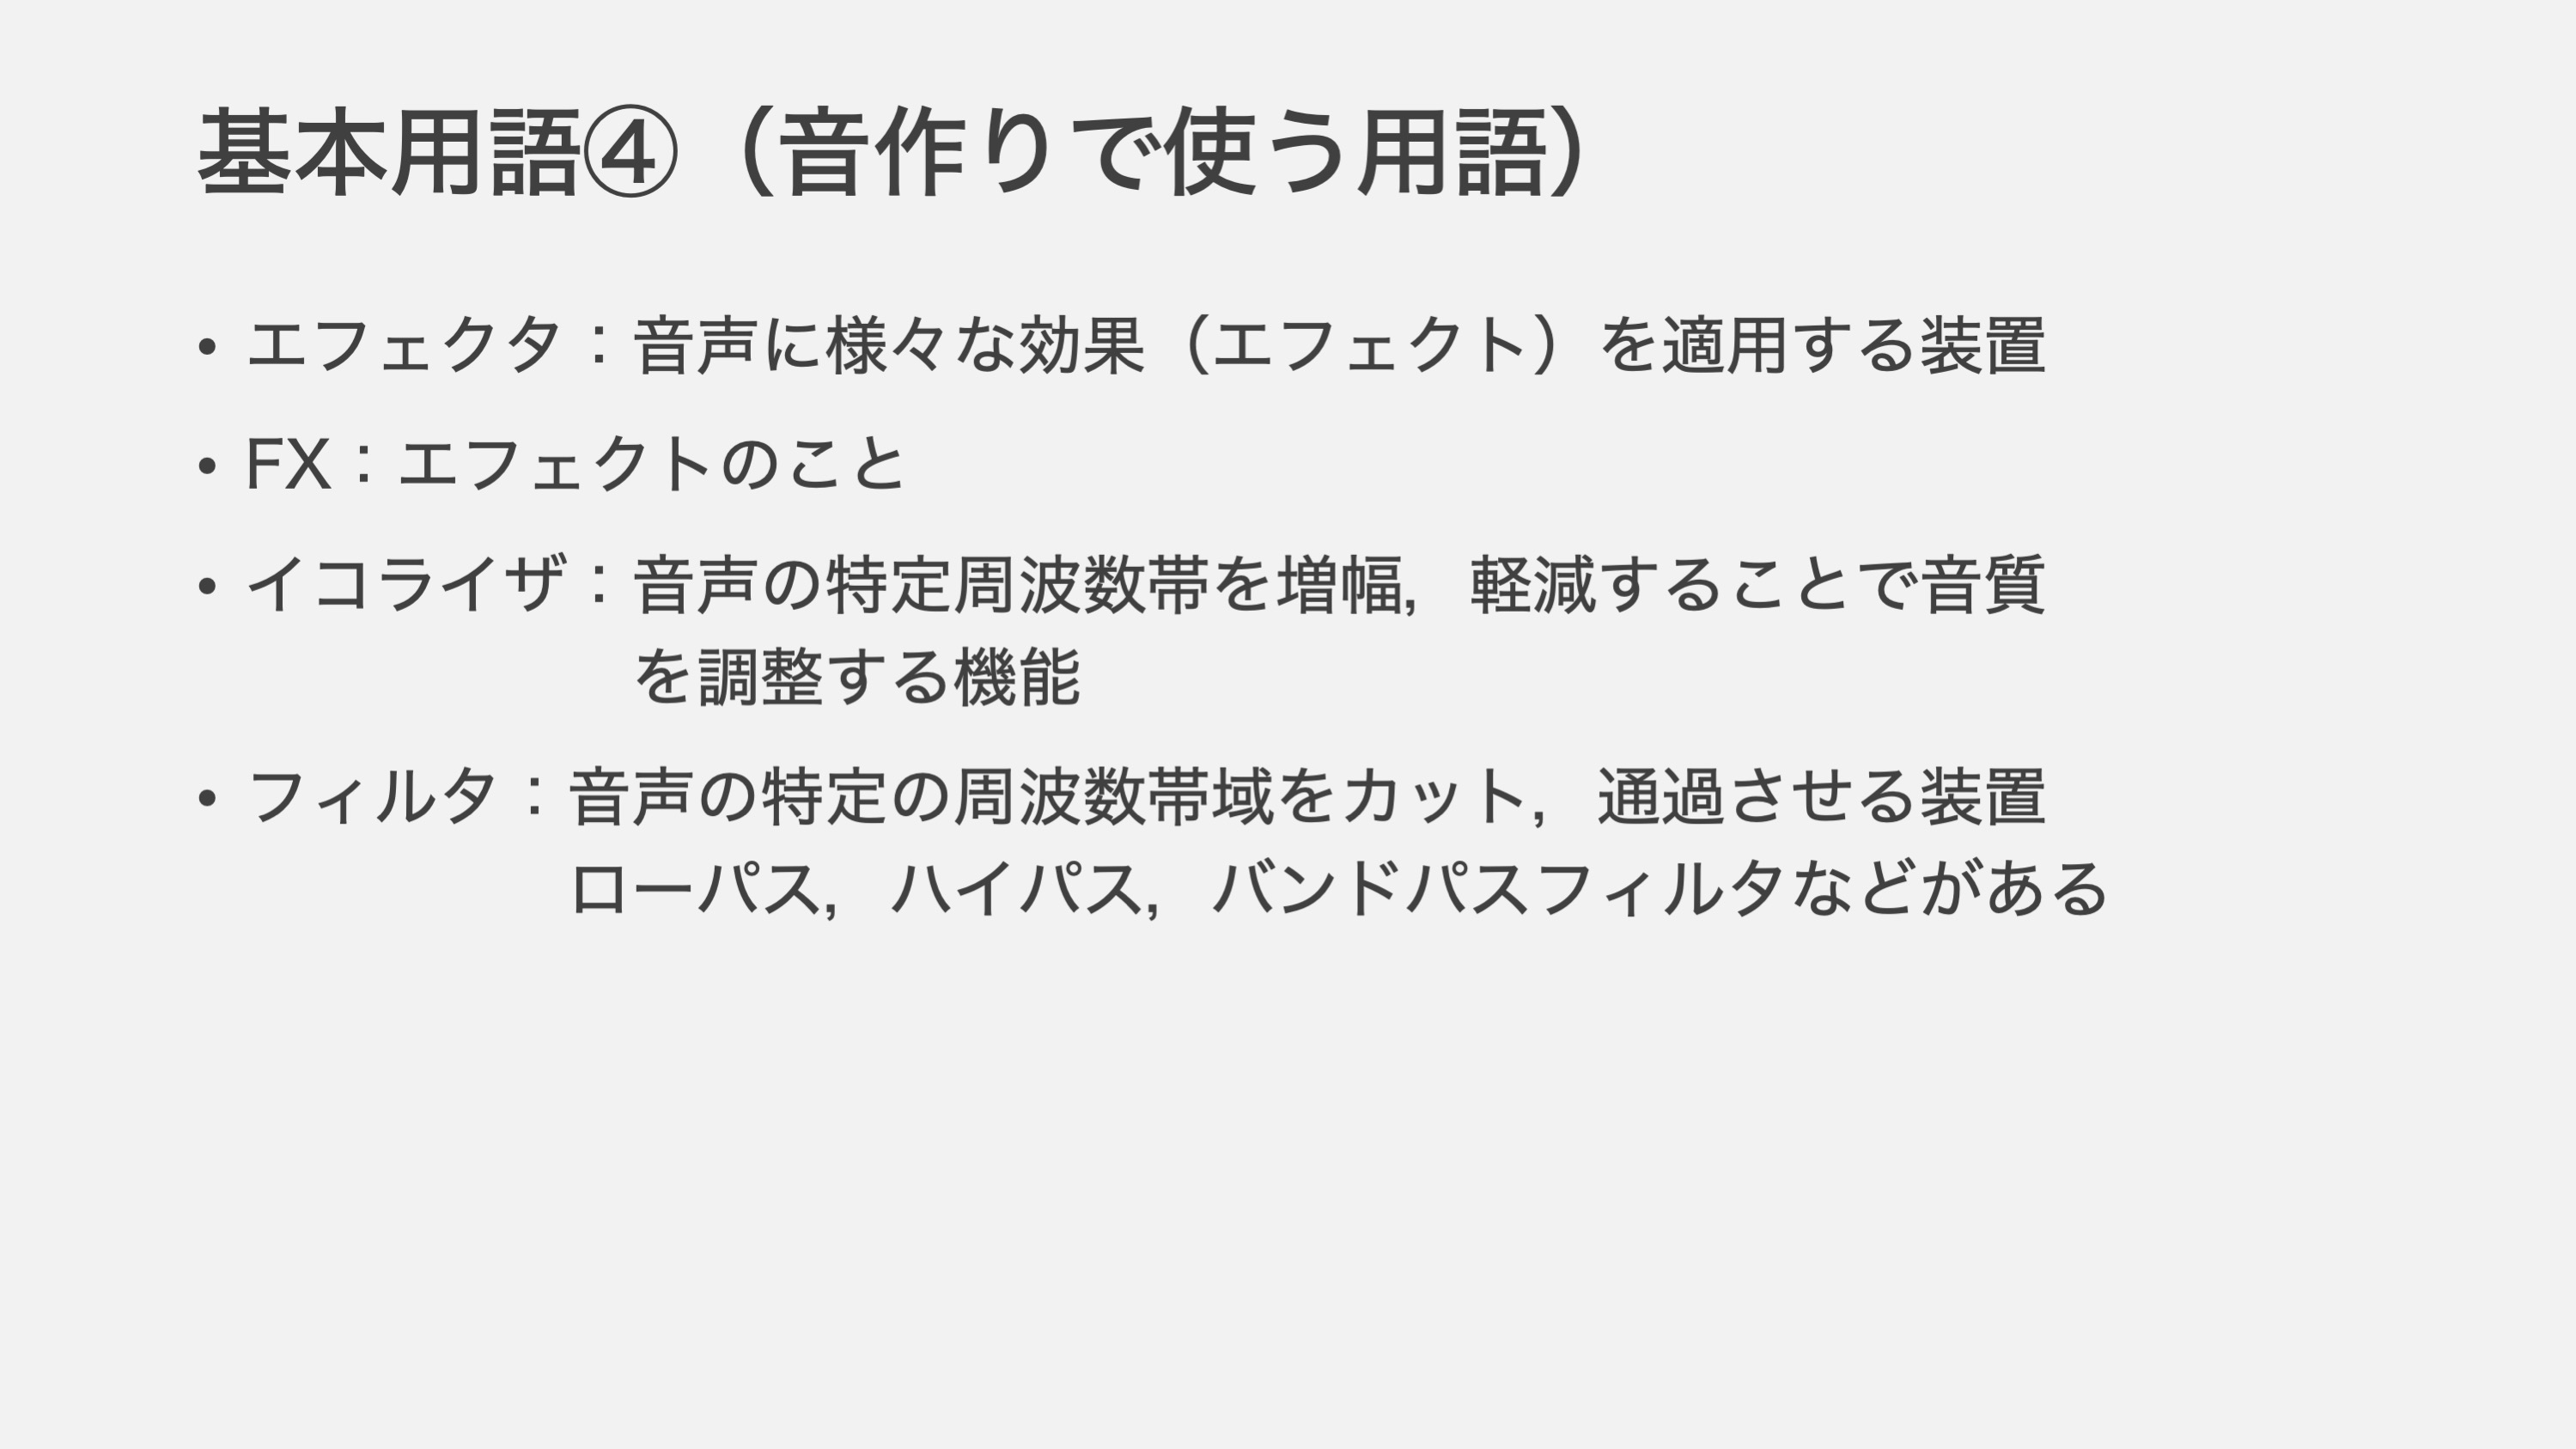 基本用語④（音作りで使う用語）
• エフェクタ：音声に様々な効果（エフェクト）を適用する装置
• FX：エフェクトのこと
• イコライザ：音声の特定周波数帯を増幅，軽減することで音質
を調整する機能
• フィルタ：音声の特定の周波数帯域をカット，通過させる装置
ローパス，ハイパス，バンドパスフィルタなどがある